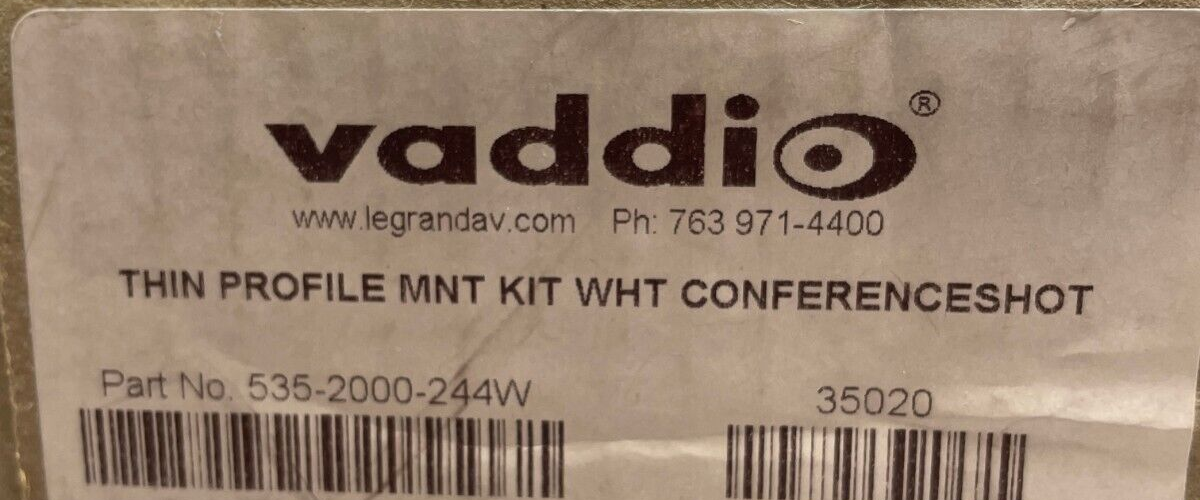 vaddio®
www.legrandav.com Ph: 763 971-4400
THIN PROFILE MNT KIT WHT CONFERENCESHOT
Part No. 535-2000-244W 35020